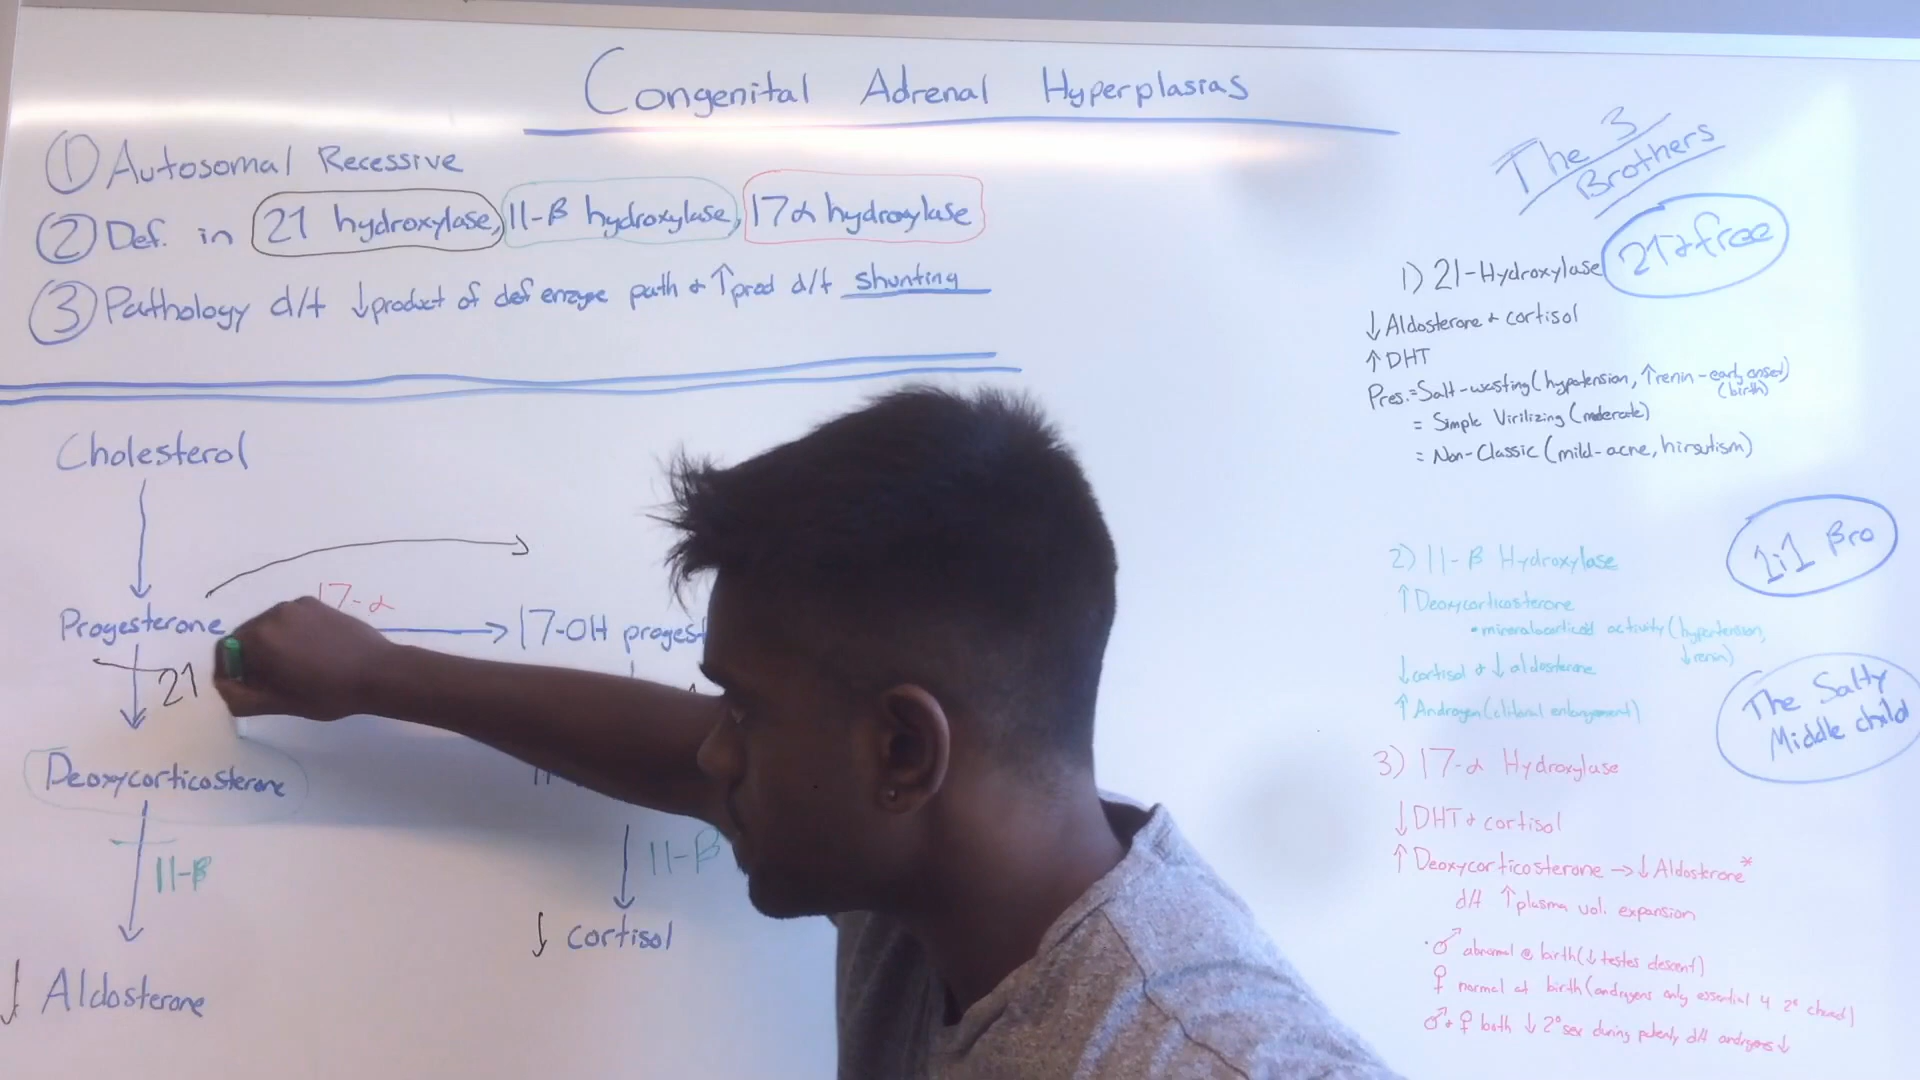 Congenital Adrenal Hyperplasias
① Autosomal Recessive
② Def. in 21 hydroxylase, 11-β hydroxylase, 17α hydroxylase
③ Pathology d/t ↓product of def enzyme path + ↑prod d/t shunting
Cholesterol
Progesterone
17-α
17-OH progest
21
Deoxycorticosterone
11-β
11-β
↓ cortisol
↓ Aldosterone
The 3
Brothers
1) 21-Hydroxylase
21 + free
↓ Aldosterone + cortisol
↑ DHT
Pres. = Salt-wasting (hypotension, ↑renin - early onset)
(birth)
= Simple Virilizing (moderate)
= Non-Classic (mild-acne, hirsutism)
2) 11-β Hydroxylase
1:1 Bro
↑ Deoxycorticosterone
• mineralocorticoid activity (hypertension,
↓renin)
↓cortisol + ↓ aldosterone
↑ Androgen (clitoral enlargement)
The Salty
Middle child
3) 17-α Hydroxylase
↓ DHT + cortisol
↑ Deoxycorticosterone → ↓ Aldosterone*
d/t ↑plasma vol. expansion
• ♂ abnormal @ birth (↓ testes descent)
♀ normal at birth (androgens only essential 4 2°
♂ + ♀ both ↓ 2° sex during puberty d/t androgens ↓